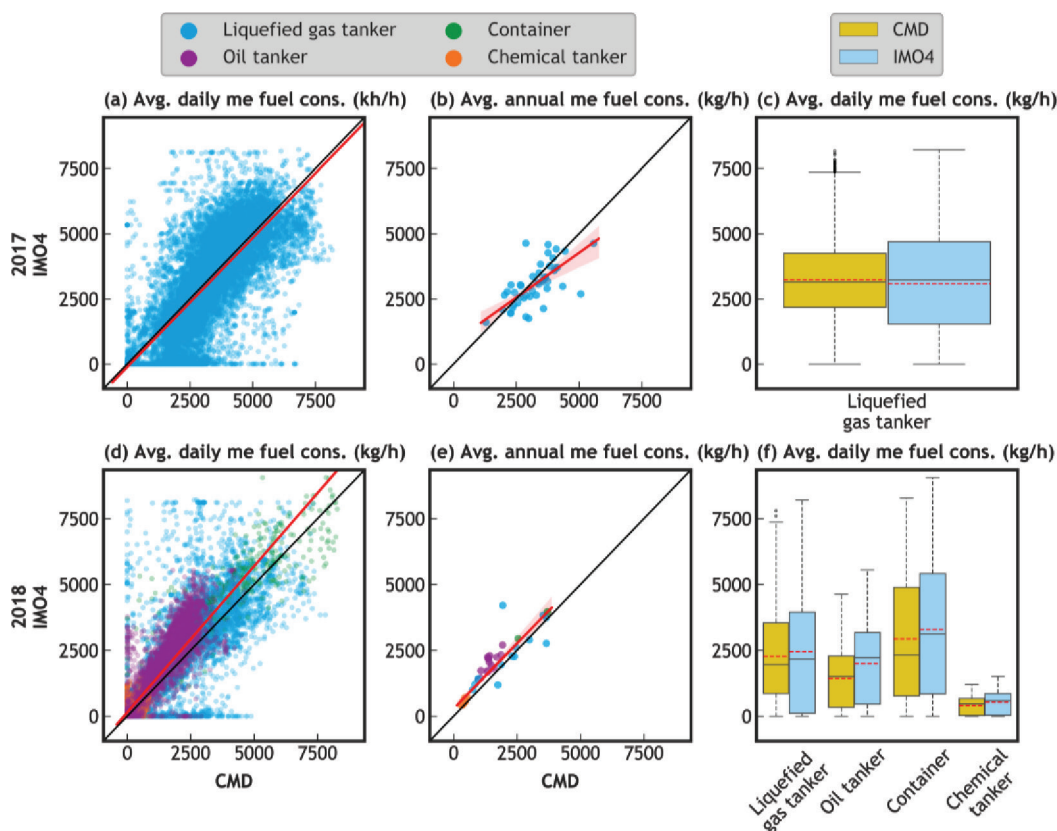 Liquefied gas tanker
Container
Oil tanker
Chemical tanker
CMD
IMO4
(a) Avg. daily me fuel cons. (kh/h)
(b) Avg. annual me fuel cons. (kg/h)
(c) Avg. daily me fuel cons. (kg/h)
2017
IMO4
7500
5000
2500
0
0
2500
5000
7500
7500
5000
2500
0
0
2500
5000
7500
7500
5000
2500
0
Liquefied
gas tanker
(d) Avg. daily me fuel cons. (kg/h)
(e) Avg. annual me fuel cons. (kg/h)
(f) Avg. daily me fuel cons. (kg/h)
2018
IMO4
7500
5000
2500
0
0
2500
5000
7500
CMD
7500
5000
2500
0
0
2500
5000
7500
CMD
7500
5000
2500
0
Liquefied
gas tanker
Oil tanker
Container
Chemical
tanker